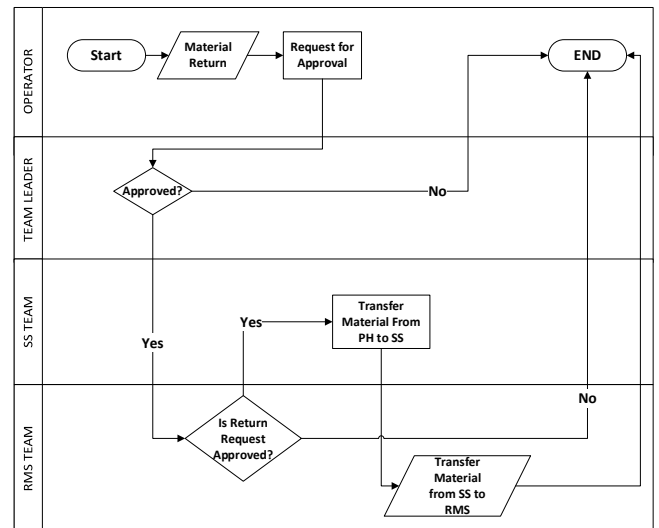 OPERATOR
Start
Material
Return
Request for
Approval
END
TEAM LEADER
Approved?
No
SS TEAM
Yes
Yes
Transfer
Material From
PH to SS
RMS TEAM
Is Return
Request
Approved?
No
Transfer
Material
from SS to
RMS